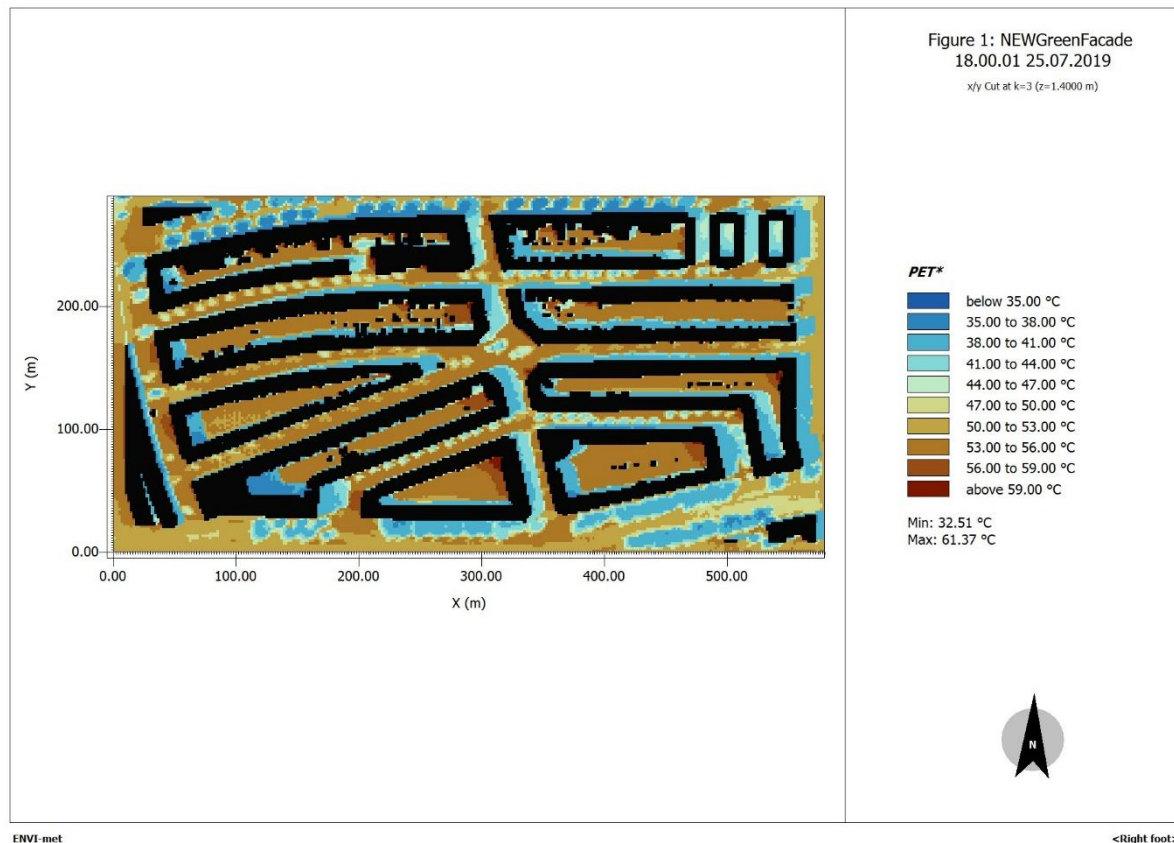 Figure 1: NEWGreenFacade
18.00.01 25.07.2019
x/y Cut at k=3 (z=1.4000 m)
Y (m)
200.00
100.00
0.00
0.00 100.00 200.00 300.00 400.00 500.00
X (m)
PET*
below 35.00 °C
35.00 to 38.00 °C
38.00 to 41.00 °C
41.00 to 44.00 °C
44.00 to 47.00 °C
47.00 to 50.00 °C
50.00 to 53.00 °C
53.00 to 56.00 °C
56.00 to 59.00 °C
above 59.00 °C
Min: 32.51 °C
Max: 61.37 °C
N
ENVI-met
<Right foot>